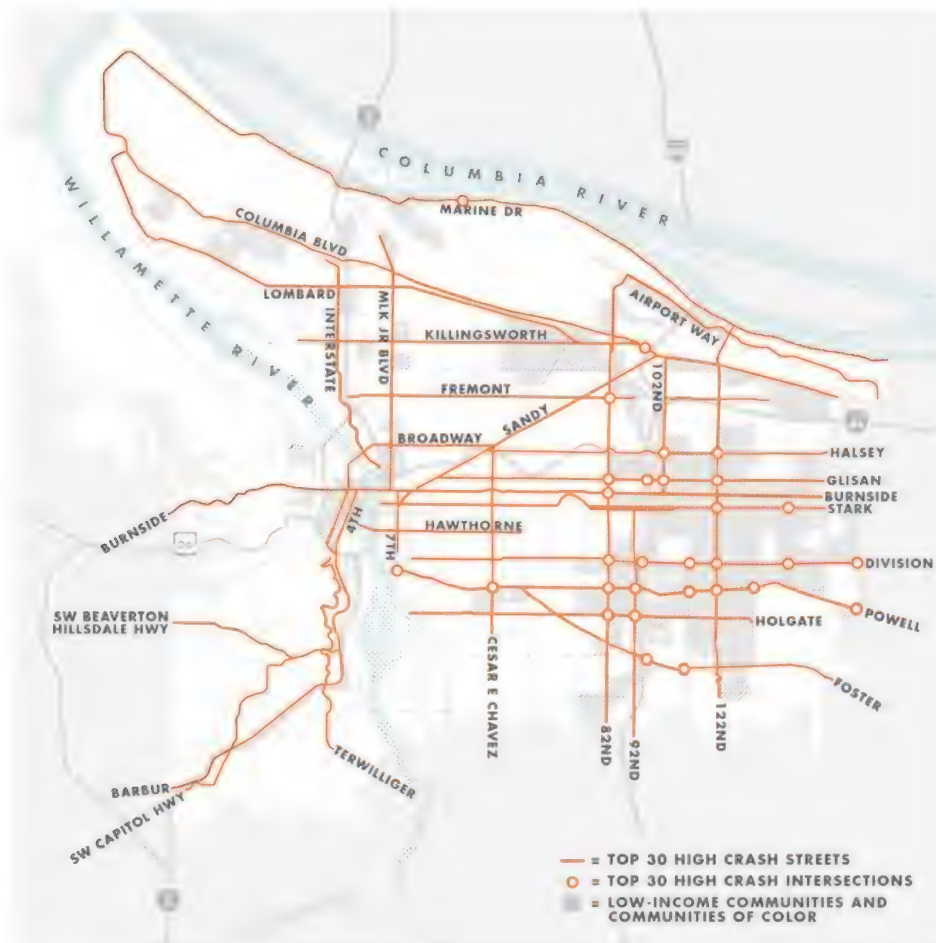 COLUMBIA RIVER
WILLAMETTE RIVER
MARINE DR
COLUMBIA BLVD
LOMBARD
INTERSTATE
MLK JR BLVD
AIRPORT WAY
KILLINGSWORTH
102ND
FREMONT
SANDY
BROADWAY
HALSEY
GLISAN
BURNSIDE
STARK
BURNSIDE
4TH
HAWTHORNE
7TH
DIVISION
SW BEAVERTON
HILLSDALE HWY
POWELL
HOLGATE
CESAR E CHAVEZ
FOSTER
82ND
92ND
122ND
TERWILLIGER
BARBUR
SW CAPITOL HWY
= TOP 30 HIGH CRASH STREETS
= TOP 30 HIGH CRASH INTERSECTIONS
= LOW-INCOME COMMUNITIES AND
COMMUNITIES OF COLOR